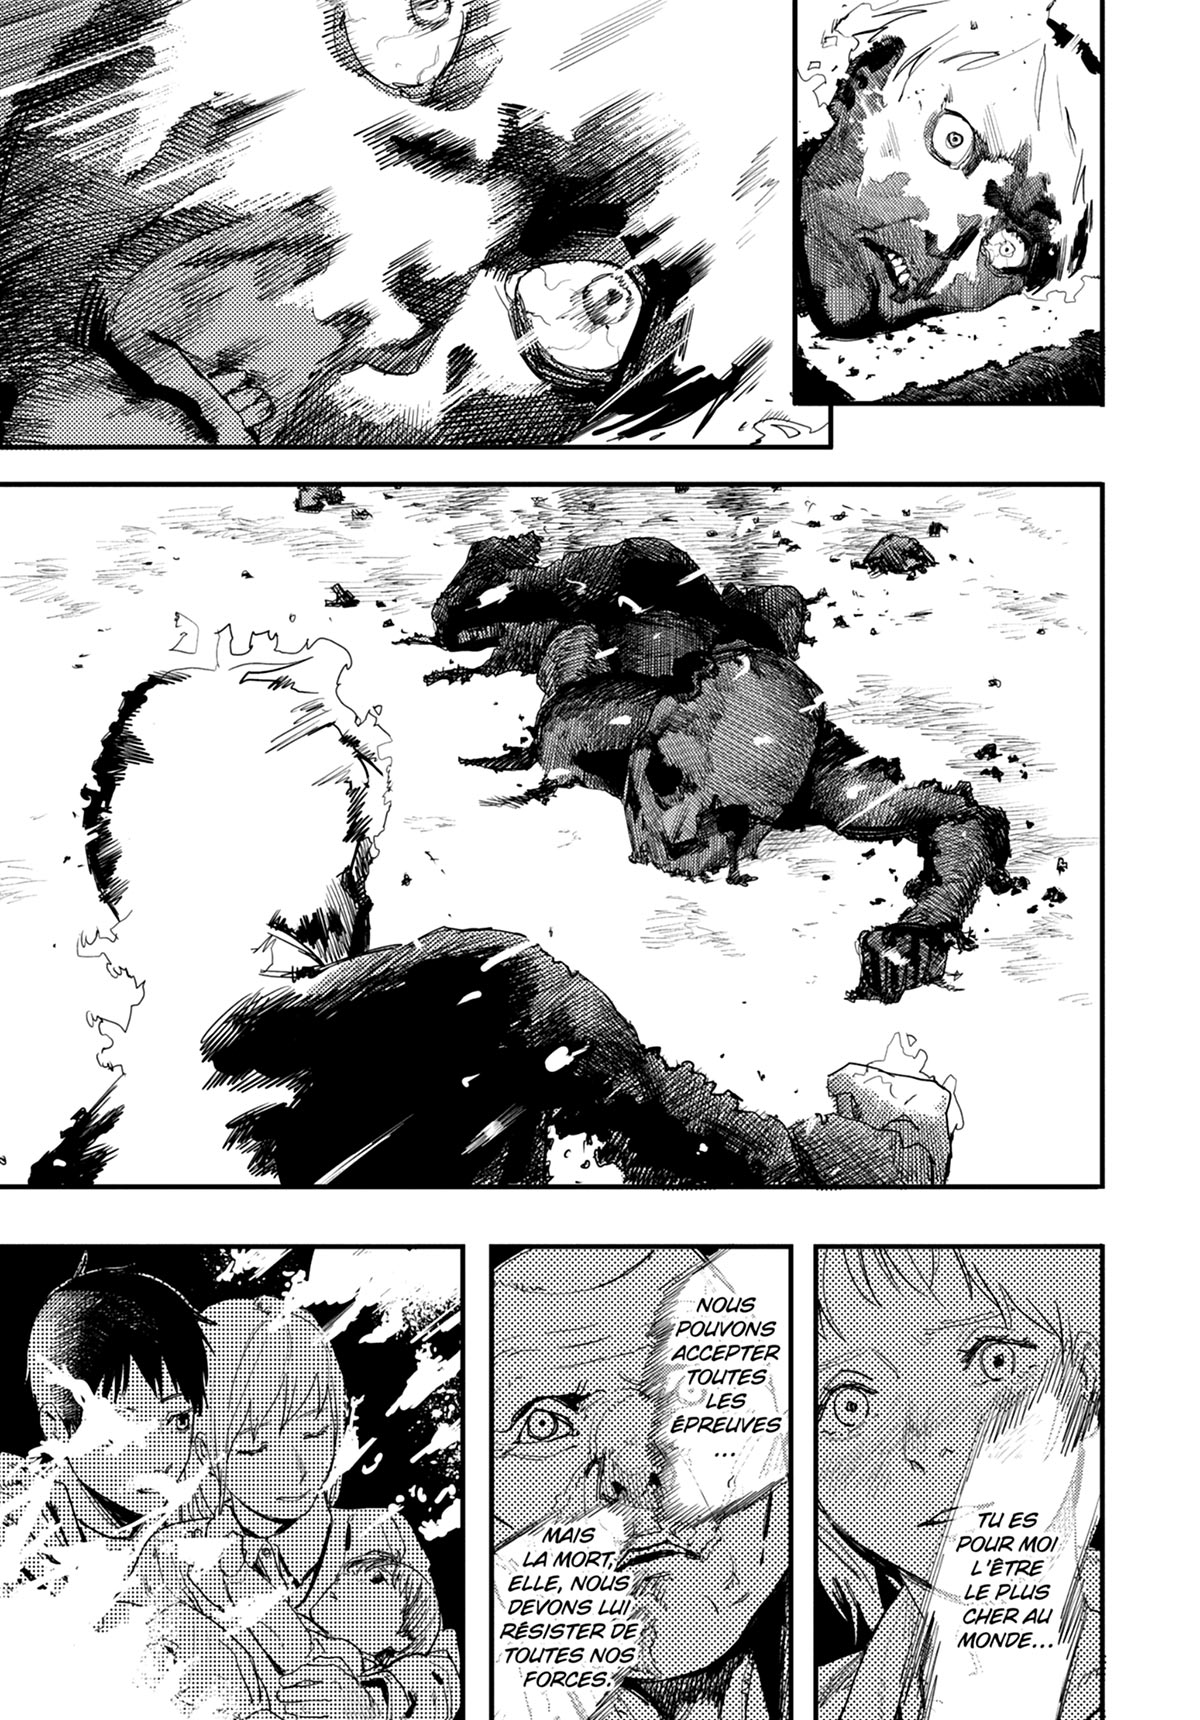 TU ES
POUR MOI
L'ÊTRE
LE PLUS
CHER AU
MONDE...
NOUS
POUVONS
ACCEPTER
TOUTES
LES
ÉPREUVES
...
MAIS
LA MORT,
ELLE, NOUS
DEVONS LUI
RÉSISTER DE
TOUTES NOS
FORCES.